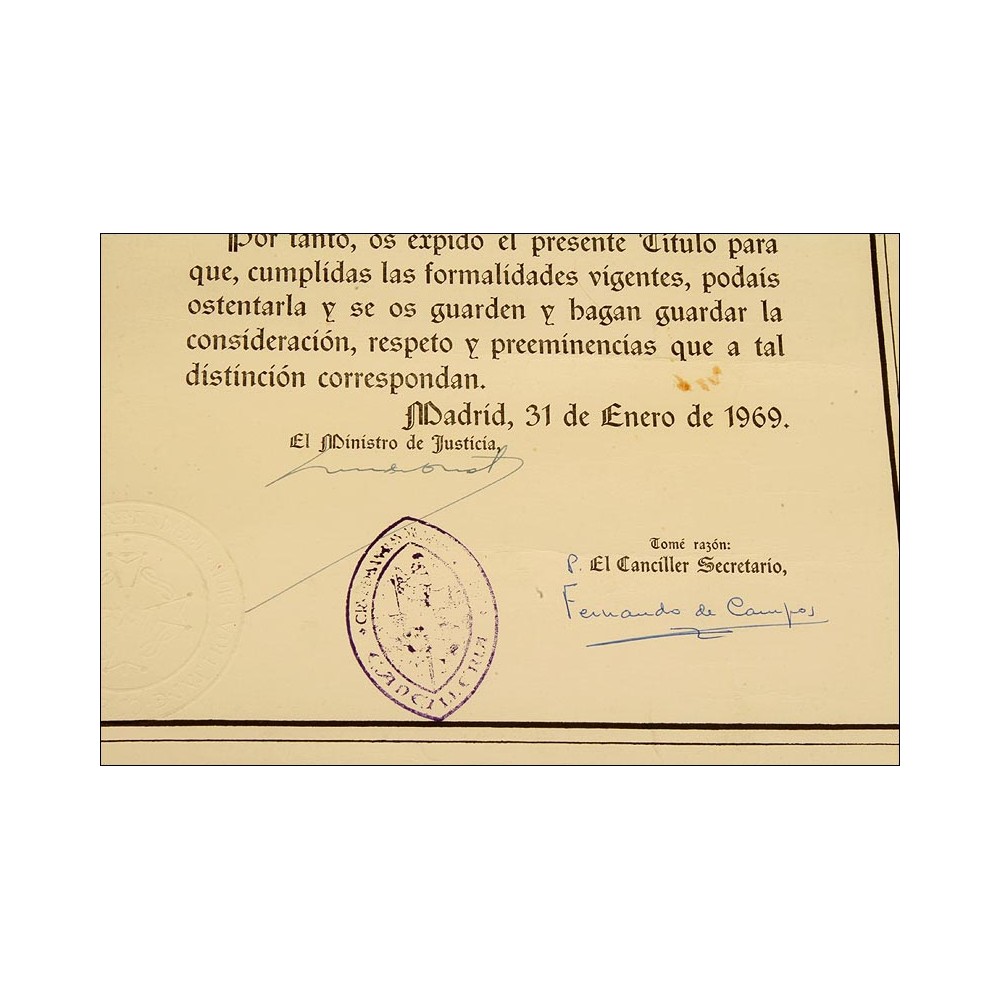 Por tanto, os expido el presente Título para
que, cumplidas las formalidades vigentes, podais
ostentarla y se os guarden y hagan guardar la
consideración, respeto y preeminencias que a tal
distinción correspondan.
Madrid, 31 de Enero de 1969.
El Ministro de Justicia,
Tomé razón:
P. El Canciller Secretario,
Fernando de Campos
CANCILLERIA